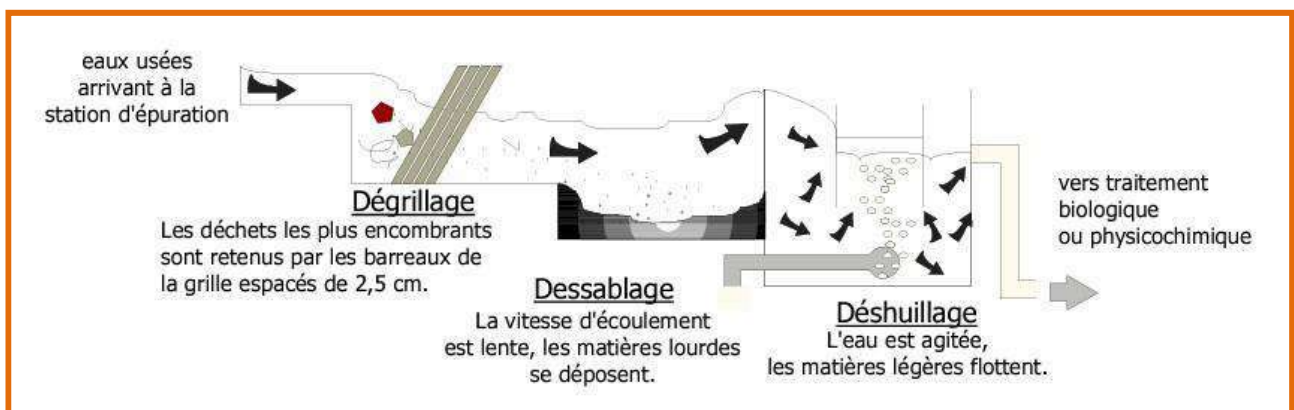 eaux usées
arrivant à la
station d'épuration
Dégrillage
Les déchets les plus encombrants
sont retenus par les barreaux de
la grille espacés de 2,5 cm.
Dessablage
La vitesse d'écoulement
est lente, les matières lourdes
se déposent.
Déshuillage
L'eau est agitée,
les matières légères flottent.
vers traitement
biologique
ou physicochimique